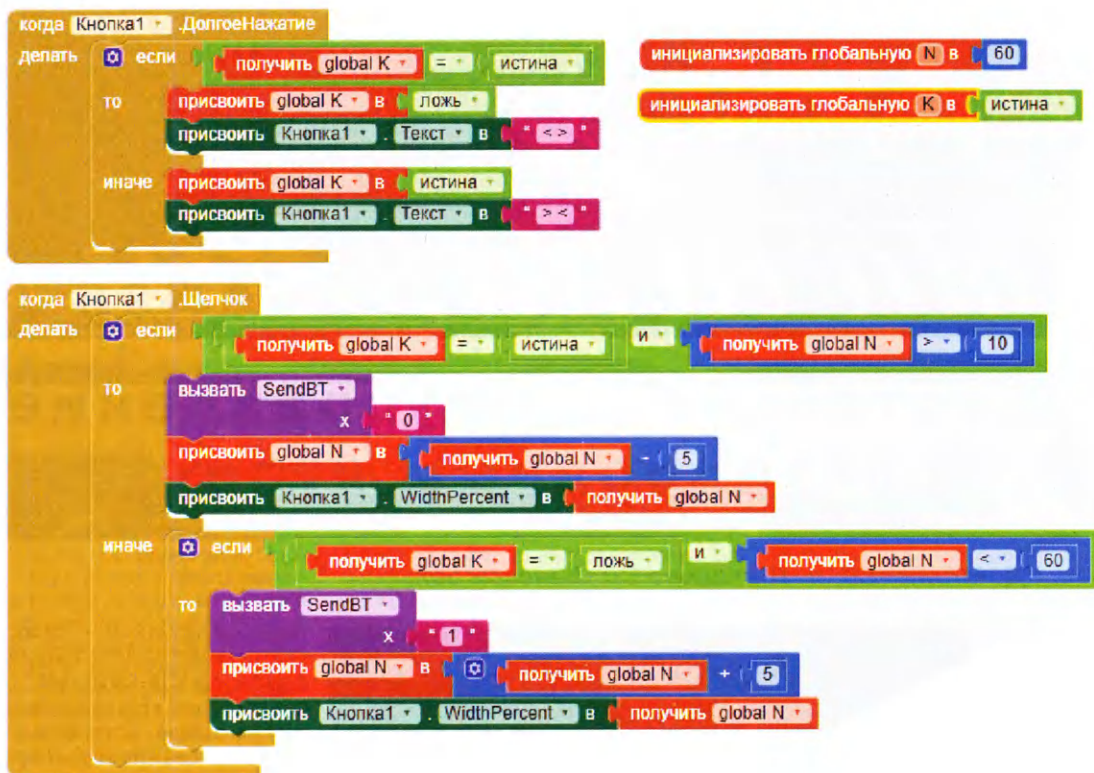 когда Кнопка1 .ДолгоеНажатие
делать если получить global K = истина
то присвоить global K в ложь
присвоить Кнопка1 . Текст в " < > "
иначе присвоить global K в истина
присвоить Кнопка1 . Текст в " > < "
инициализировать глобальную N в 60
инициализировать глобальную K в истина
когда Кнопка1 .Щелчок
делать если получить global K = истина и получить global N > 10
то вызвать SendBT
x " 0 "
присвоить global N в получить global N - 5
присвоить Кнопка1 . WidthPercent в получить global N
иначе если получить global K = ложь и получить global N < 60
то вызвать SendBT
x " 1 "
присвоить global N в получить global N + 5
присвоить Кнопка1 . WidthPercent в получить global N